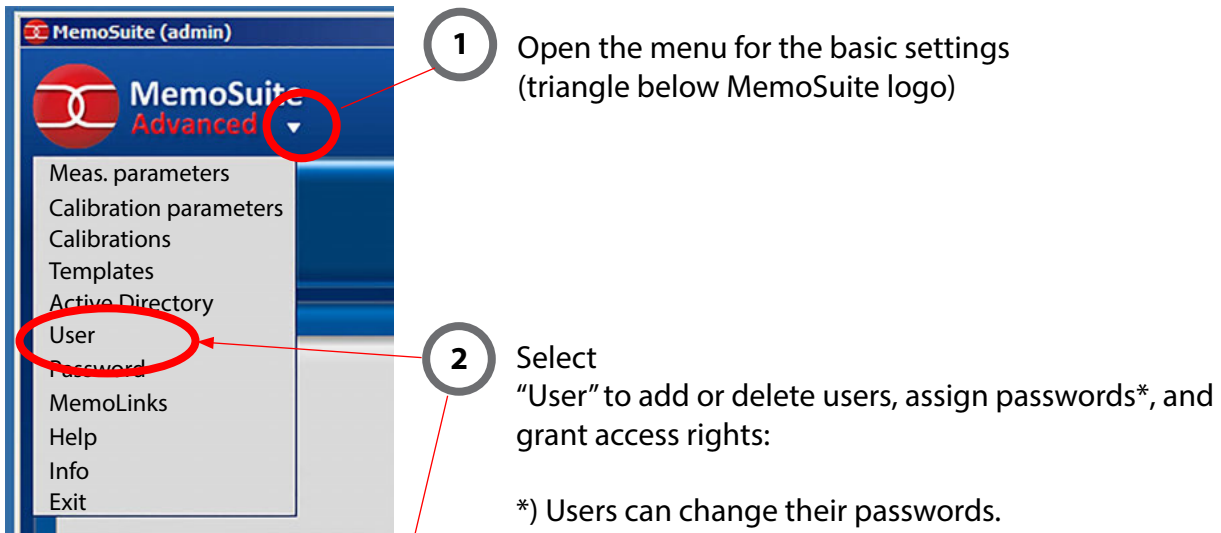 MemoSuite (admin)
MemoSuite
Advanced
Meas. parameters
Calibration parameters
Calibrations
Templates
Active Directory
User
Password
MemoLinks
Help
Info
Exit
1
Open the menu for the basic settings
(triangle below MemoSuite logo)
2
Select
“User” to add or delete users, assign passwords*, and
grant access rights:
*) Users can change their passwords.